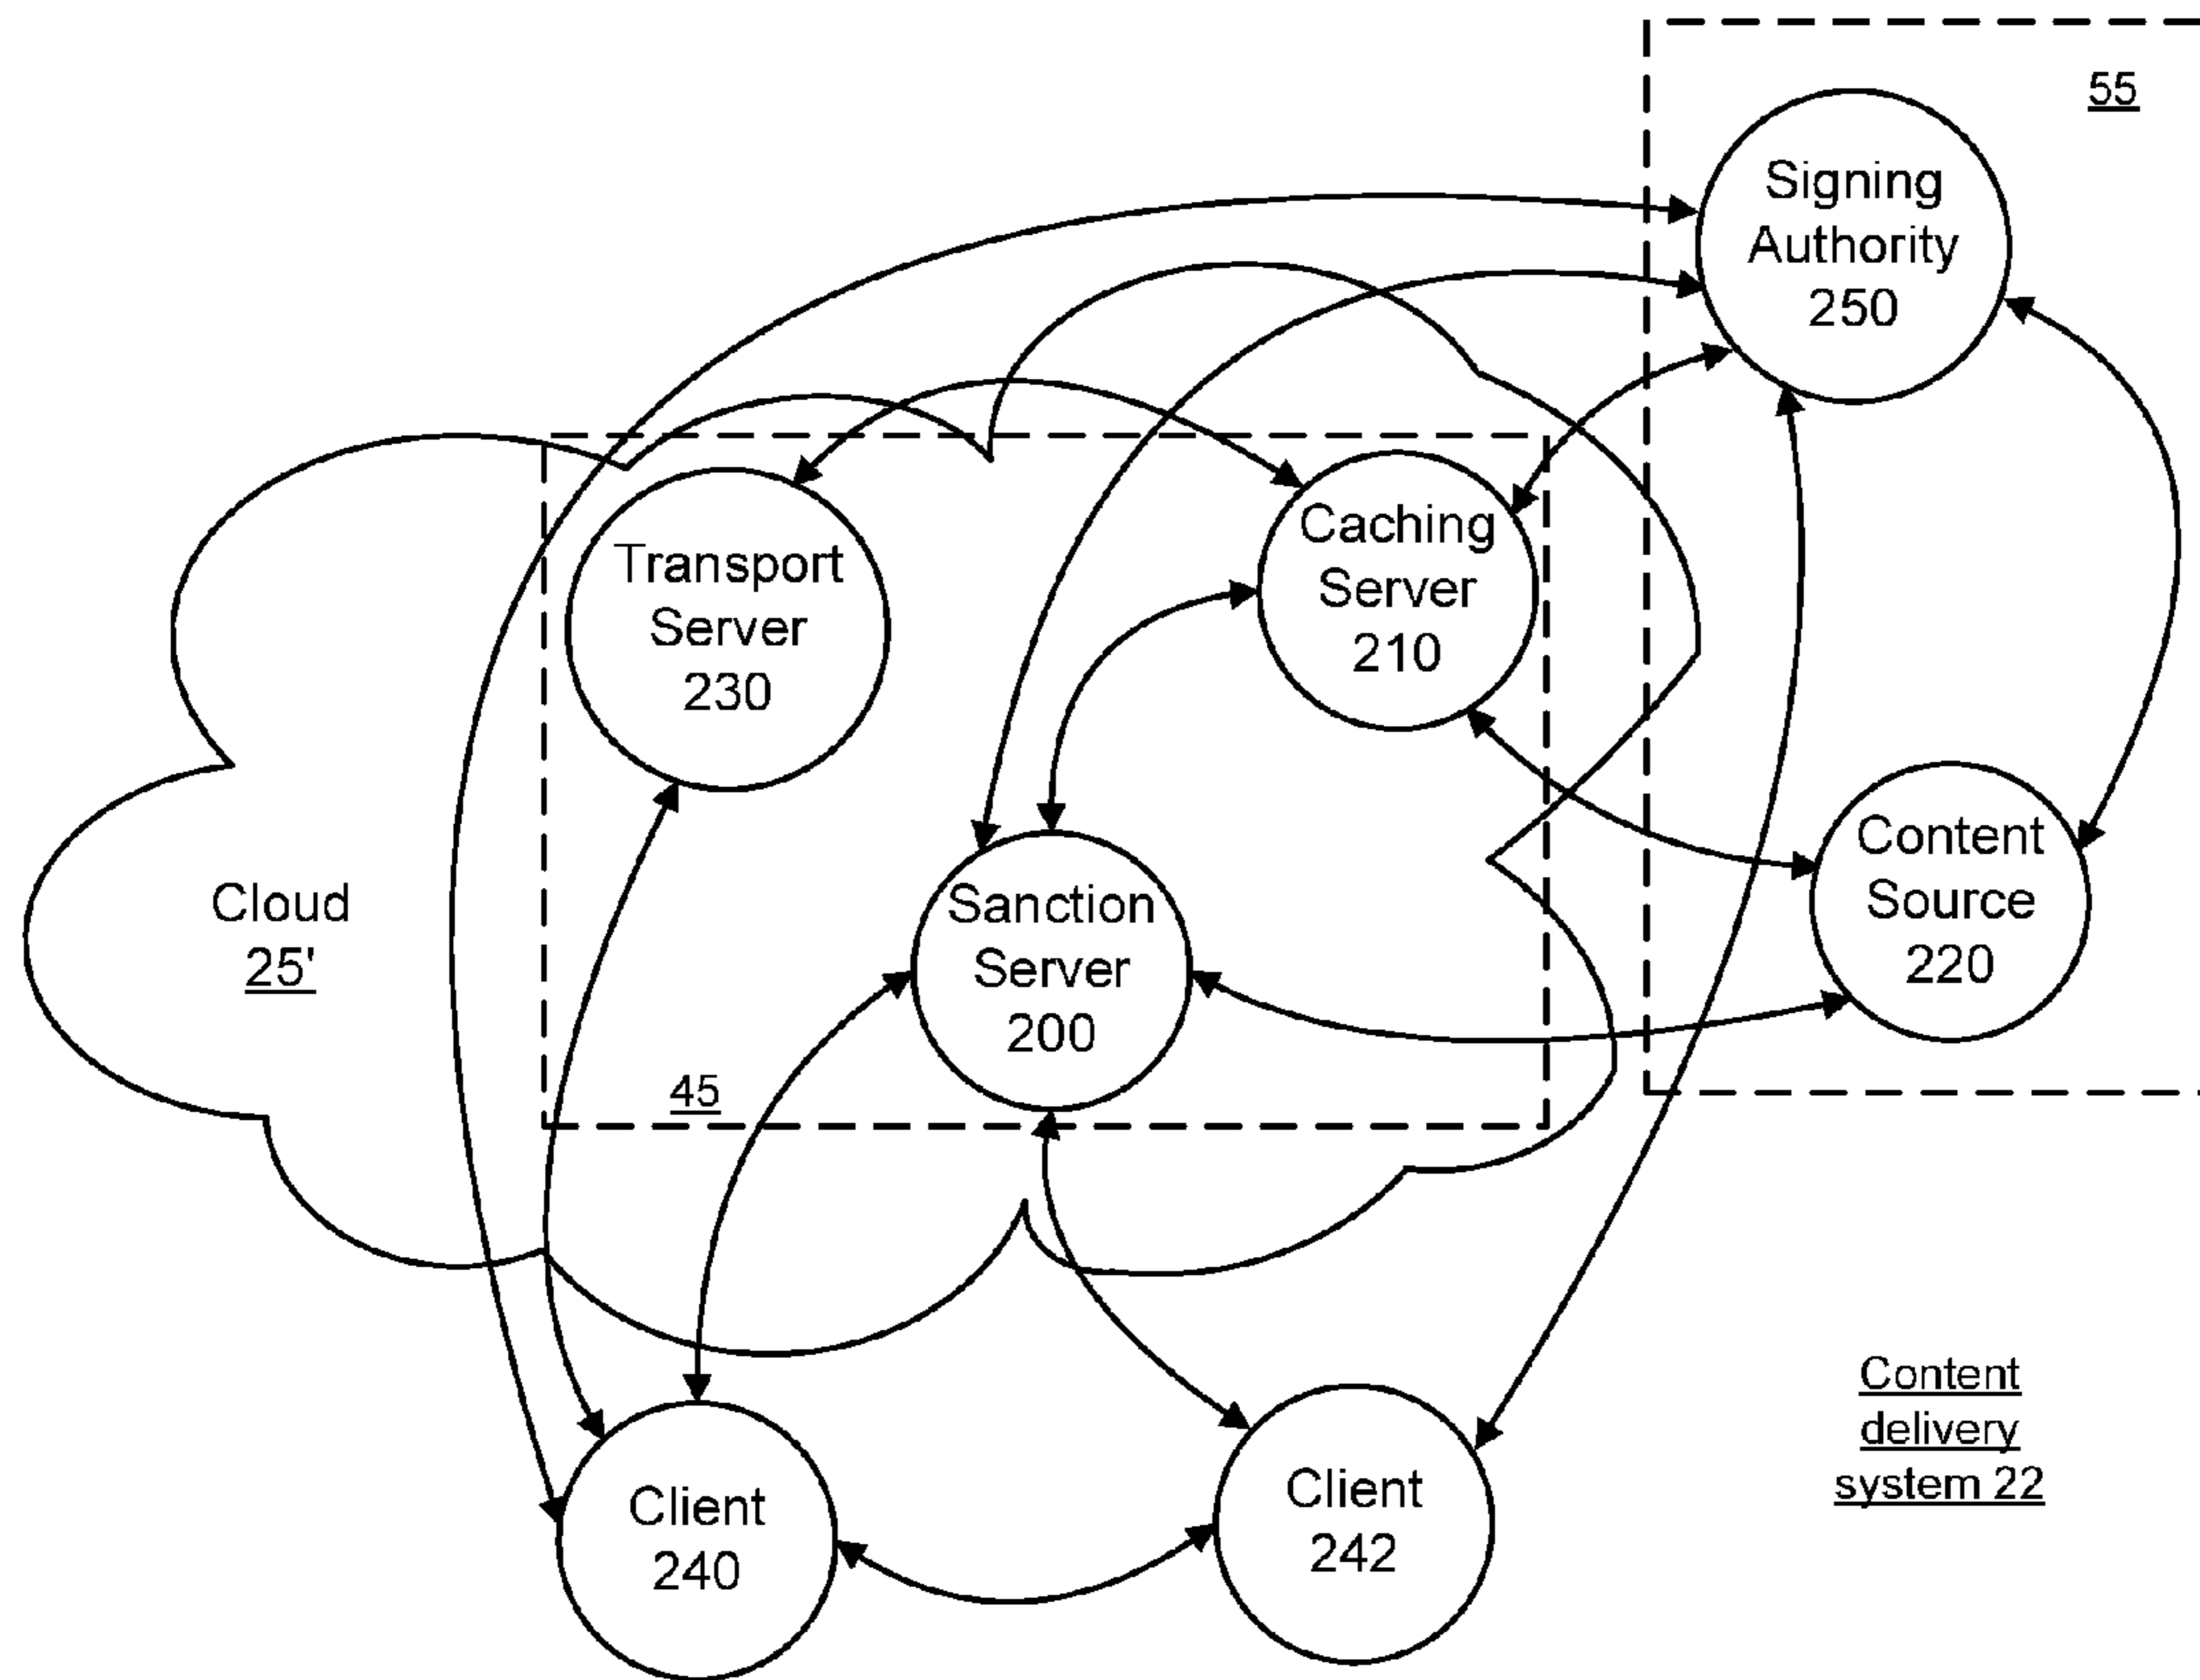 55
Signing
Authority
250
Caching
Server
210
Transport
Server
230
Content
Source
220
Cloud
25'
Sanction
Server
200
45
Content
delivery
system 22
Client
240
Client
242